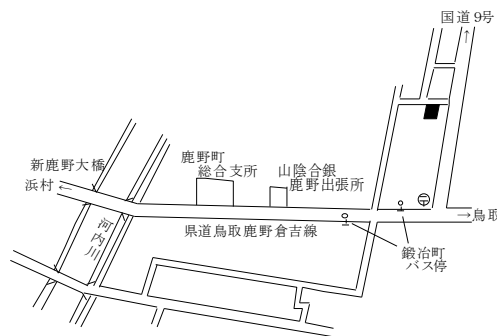 国道9号
鹿野町
総合支所
山陰合銀
鹿野出張所
新鹿野大橋
浜村
河内川
県道鳥取鹿野倉吉線
鳥取
鍛冶町
バス停